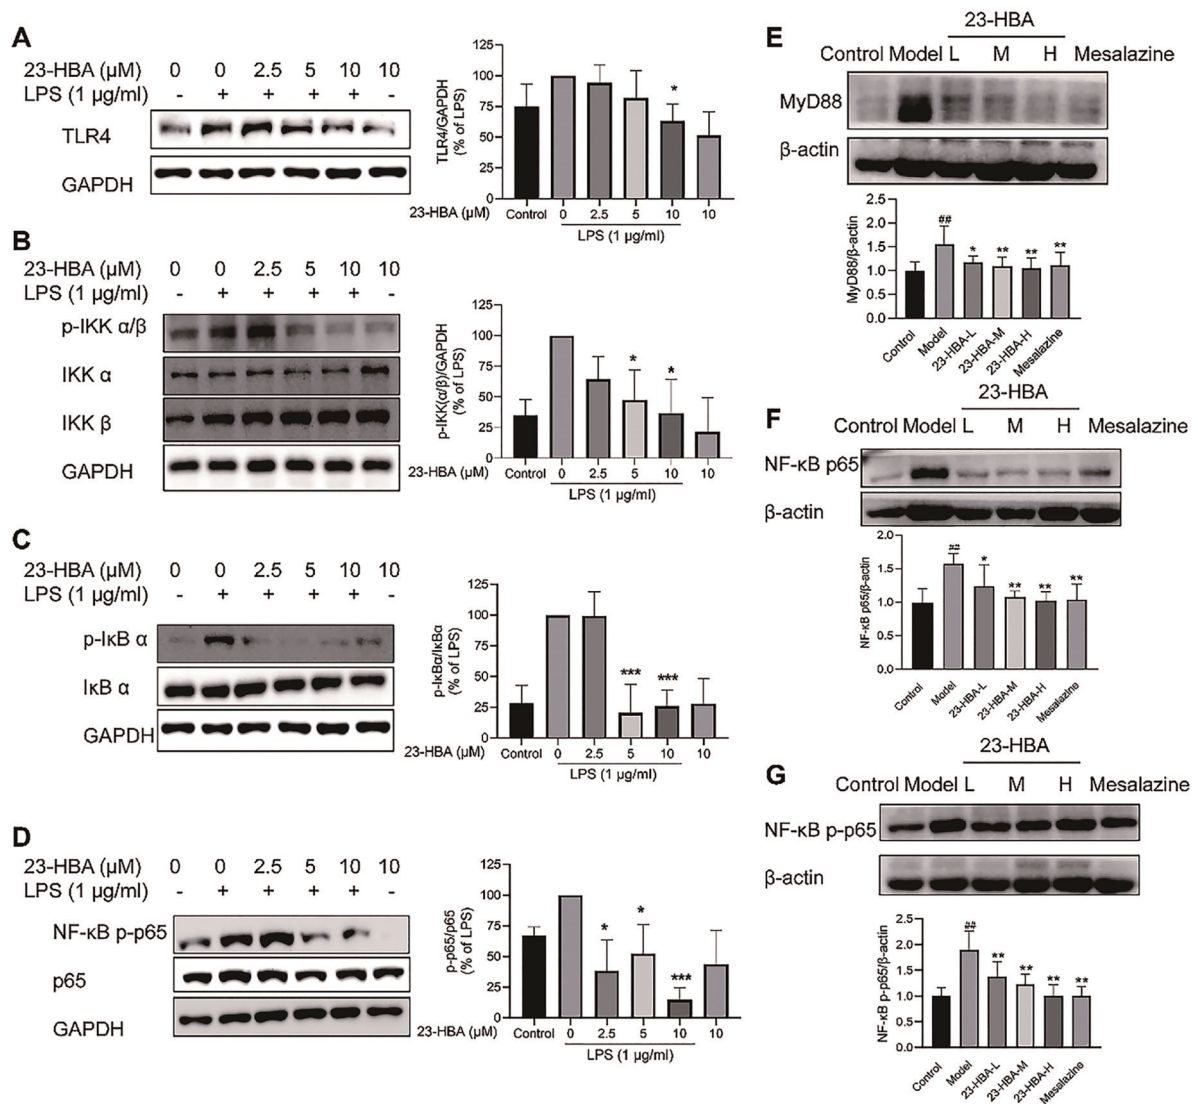 A
23-HBA (µM) 0 0 2.5 5 10 10
LPS (1 µg/ml) - + + + + -
TLR4
GAPDH
TLR4/GAPDH
(% of LPS)
125
100
75
50
25
0
23-HBA (µM) Control 0 2.5 5 10 10
*
LPS (1 µg/ml)
B
23-HBA (µM) 0 0 2.5 5 10 10
LPS (1 µg/ml) - + + + + -
p-IKK α/β
IKK α
IKK β
GAPDH
p-IKK(α/β)/GAPDH
(% of LPS)
125
100
75
50
25
0
* *
23-HBA (µM) Control 0 2.5 5 10 10
LPS (1 µg/ml)
C
23-HBA (µM) 0 0 2.5 5 10 10
LPS (1 µg/ml) - + + + + -
p-IκB α
IκB α
GAPDH
p-IκBα/IκBα
(% of LPS)
125
100
75
50
25
0
*** ***
23-HBA (µM) Control 0 2.5 5 10 10
LPS (1 µg/ml)
D
23-HBA (µM) 0 0 2.5 5 10 10
LPS (1 µg/ml) - + + + + -
NF-κB p-p65
p65
GAPDH
p-p65/p65
(% of LPS)
125
100
75
50
25
0
* * ***
23-HBA (µM) Control 0 2.5 5 10 10
LPS (1 µg/ml)
E
23-HBA
Control Model L M H Mesalazine
MyD88
β-actin
MyD88/β-actin
2.5
2.0
1.5
1.0
0.5
0.0
## * ** ** **
Control Model 23-HBA-L 23-HBA-M 23-HBA-H Mesalazine
F
23-HBA
Control Model L M H Mesalazine
NF-κB p65
β-actin
NF-κB p65/β-actin
2.0
1.5
1.0
0.5
0.0
## * ** ** **
Control Model 23-HBA-L 23-HBA-M 23-HBA-H Mesalazine
G
23-HBA
Control Model L M H Mesalazine
NF-κB p-p65
β-actin
NF-κB p-p65/β-actin
2.5
2.0
1.5
1.0
0.5
0.0
## ** ** ** **
Control Model 23-HBA-L 23-HBA-M 23-HBA-H Mesalazine